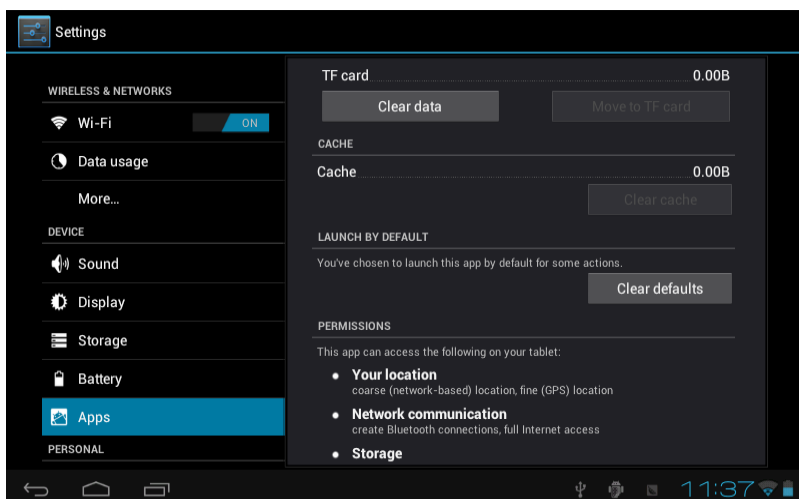 Settings
WIRELESS & NETWORKS
Wi-Fi ON
Data usage
More...
DEVICE
Sound
Display
Storage
Battery
Apps
PERSONAL
TF card 0.00B
Clear data Move to TF card
CACHE
Cache 0.00B
Clear cache
LAUNCH BY DEFAULT
You've chosen to launch this app by default for some actions.
Clear defaults
PERMISSIONS
This app can access the following on your tablet:
● Your location
coarse (network-based) location, fine (GPS) location
● Network communication
create Bluetooth connections, full Internet access
● Storage
11:37